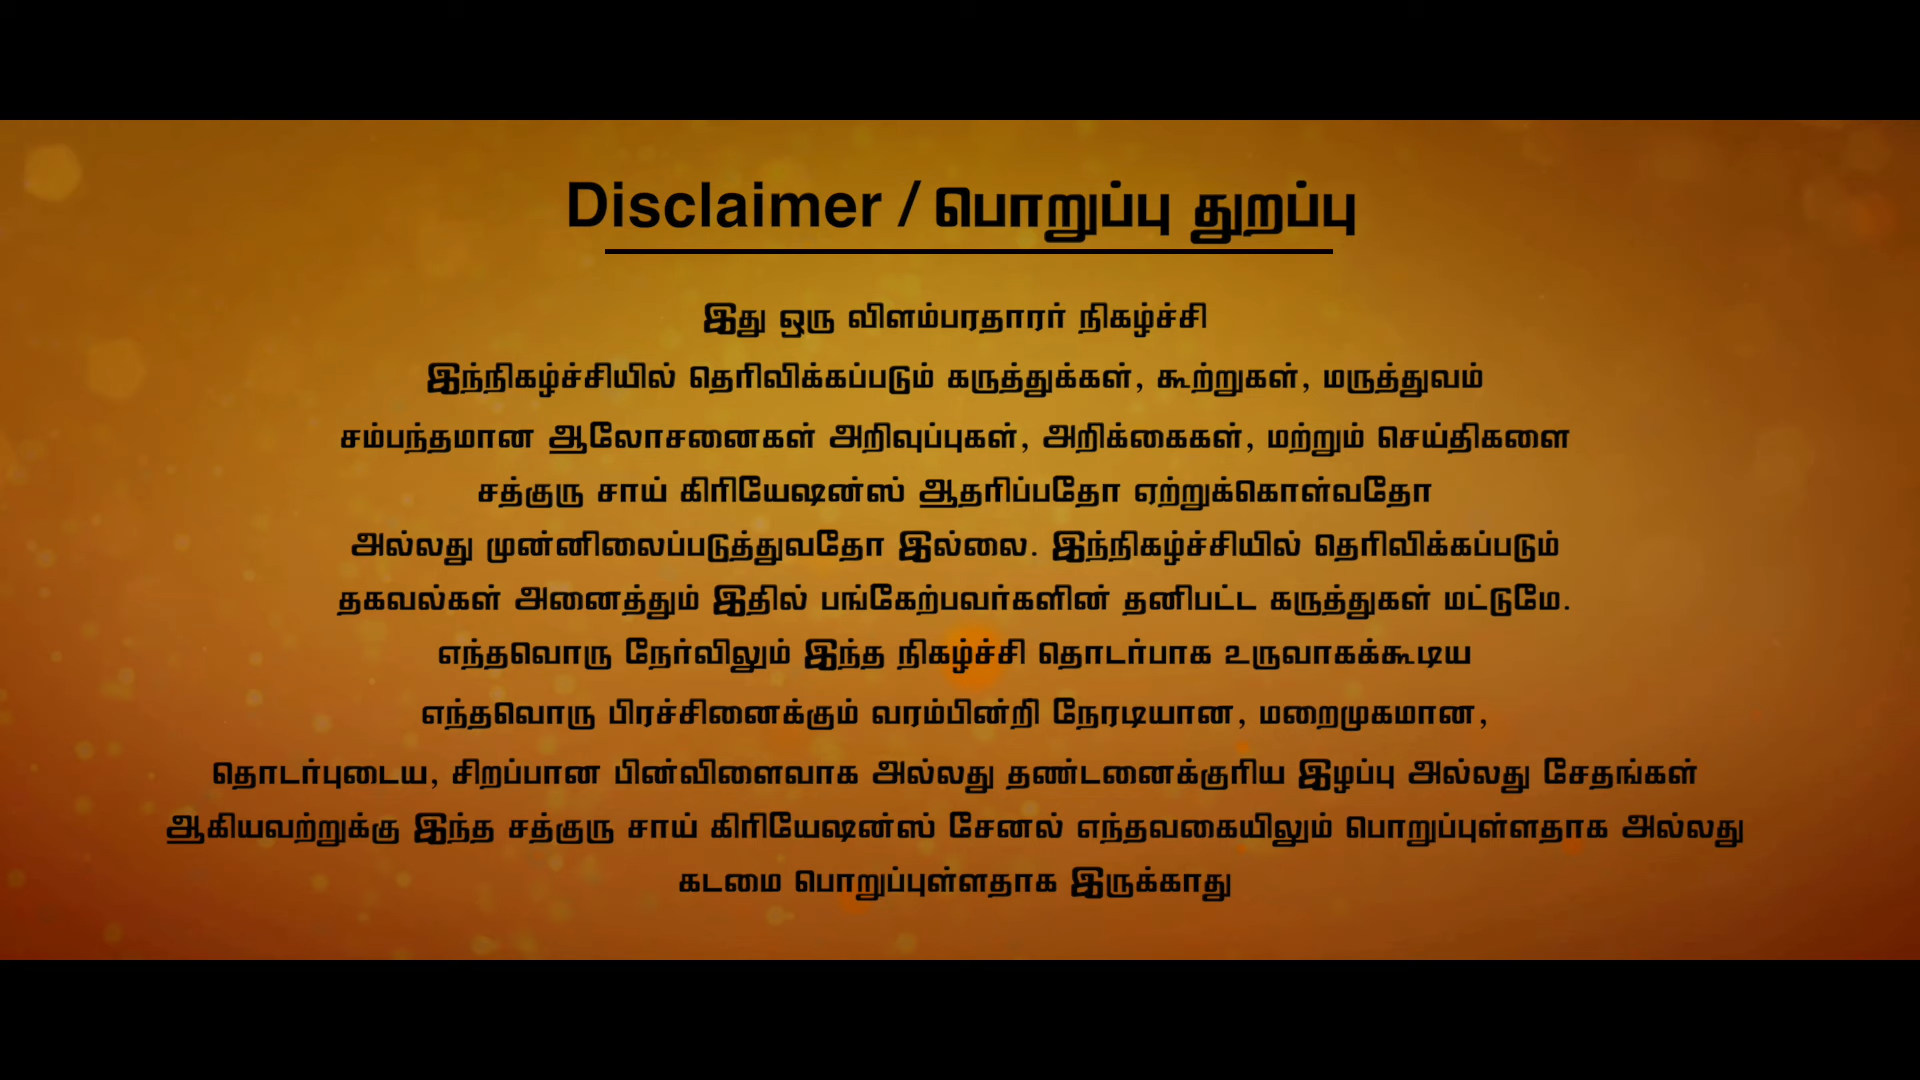 Disclaimer / பொறுப்பு துறப்பு
இது ஒரு விளம்பரதாரர் நிகழ்ச்சி
இந்நிகழ்ச்சியில் தெரிவிக்கப்படும் கருத்துக்கள், கூற்றுகள், மருத்துவம்
சம்பந்தமான ஆலோசனைகள் அறிவுப்புகள், அறிக்கைகள், மற்றும் செய்திகளை
சத்குரு சாய் கிரியேஷன்ஸ் ஆதரிப்பதோ ஏற்றுக்கொள்வதோ
அல்லது முன்னிலைப்படுத்துவதோ இல்லை. இந்நிகழ்ச்சியில் தெரிவிக்கப்படும்
தகவல்கள் அனைத்தும் இதில் பங்கேற்பவர்களின் தனிபட்ட கருத்துகள் மட்டுமே.
எந்தவொரு நேர்விலும் இந்த நிகழ்ச்சி தொடர்பாக உருவாகக்கூடிய
எந்தவொரு பிரச்சினைக்கும் வரம்பின்றி நேரடியான, மறைமுகமான,
தொடர்புடைய, சிறப்பான பின்விளைவாக அல்லது தண்டனைக்குரிய இழப்பு அல்லது சேதங்கள்
ஆகியவற்றுக்கு இந்த சத்குரு சாய் கிரியேஷன்ஸ் சேனல் எந்தவகையிலும் பொறுப்புள்ளதாக அல்லது
கடமை பொறுப்புள்ளதாக இருக்காது